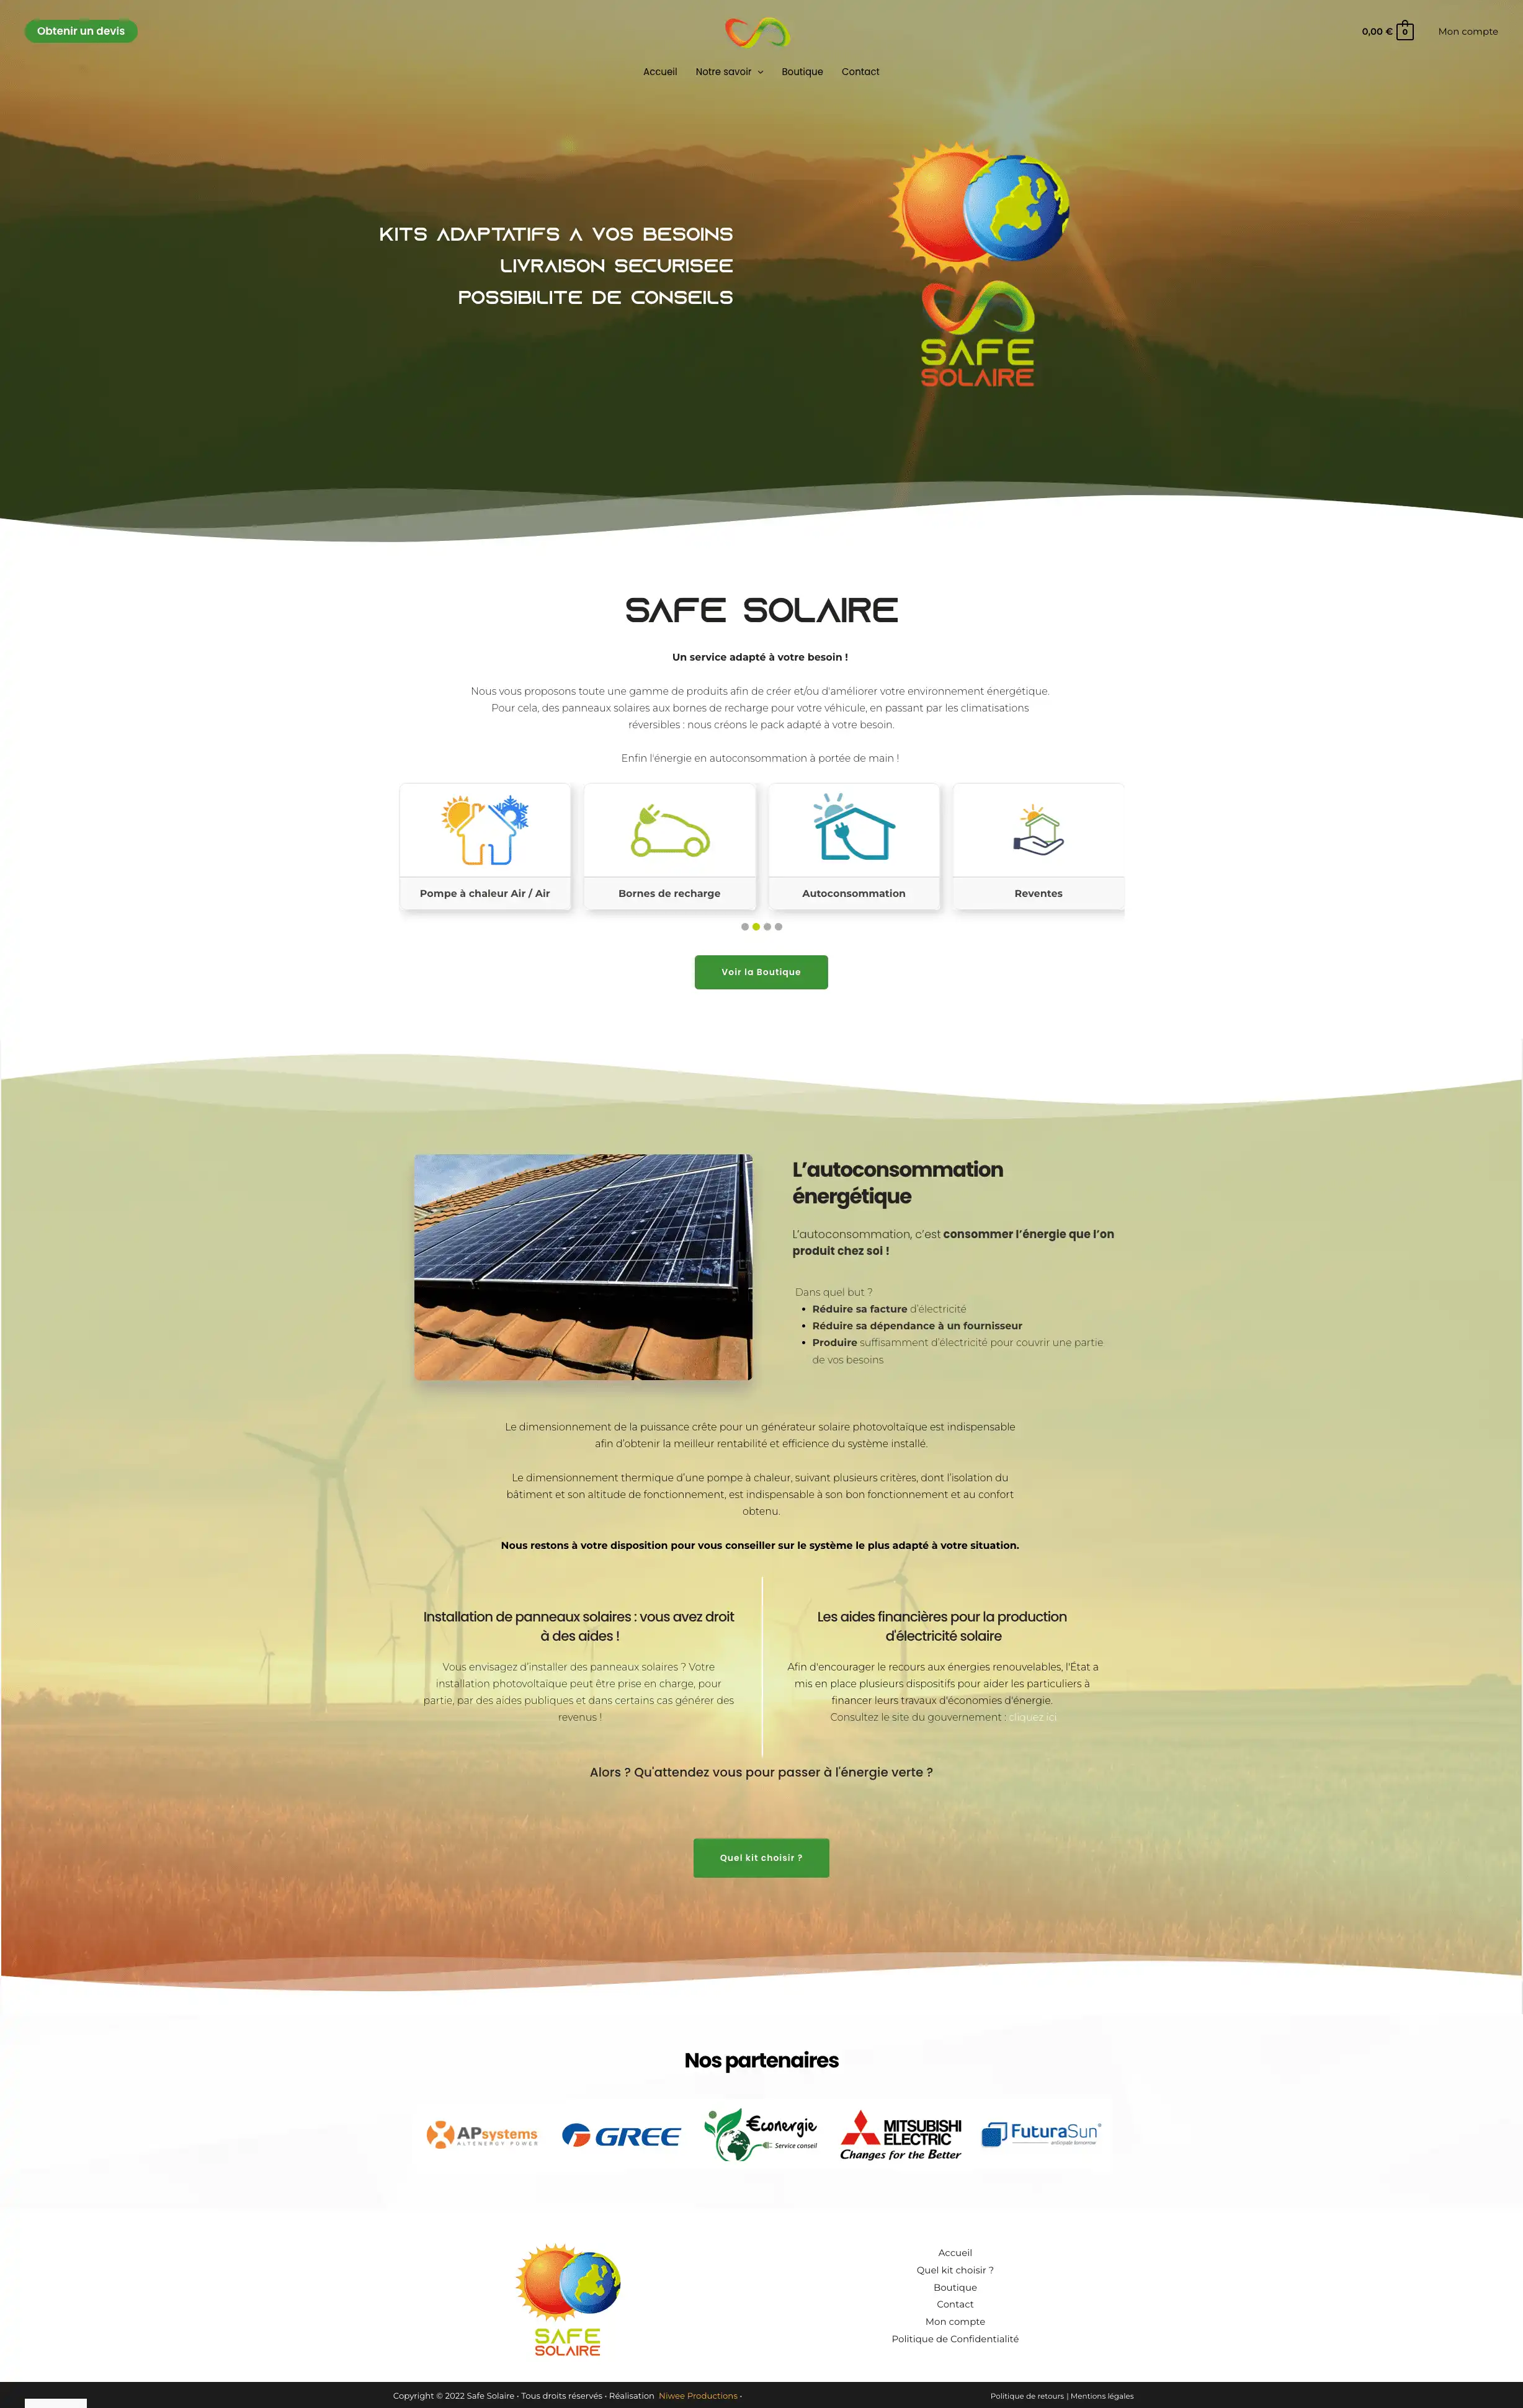 Obtenir un devis
0,00 € 0
Mon compte
Accueil Notre savoir Boutique Contact
KITS ADAPTATIFS A VOS BESOINS
LIVRAISON SECURISEE
POSSIBILITE DE CONSEILS
SAFE
SOLAIRE
SAFE SOLAIRE
Un service adapté à votre besoin !
Nous vous proposons toute une gamme de produits afin de créer et/ou d'améliorer votre environnement énergétique.
Pour cela, des panneaux solaires aux bornes de recharge pour votre véhicule, en passant par les climatisations
réversibles : nous créons le pack adapté à votre besoin.
Enfin l'énergie en autoconsommation à portée de main !
Pompe à chaleur Air / Air
Bornes de recharge
Autoconsommation
Reventes
Voir la Boutique
L’autoconsommation
énergétique
L’autoconsommation, c’est consommer l’énergie que l’on
produit chez soi !
Dans quel but ?
• Réduire sa facture d’électricité
• Réduire sa dépendance à un fournisseur
• Produire suffisamment d’électricité pour couvrir une partie
de vos besoins
Le dimensionnement de la puissance crête pour un générateur solaire photovoltaïque est indispensable
afin d’obtenir la meilleur rentabilité et efficience du système installé.
Le dimensionnement thermique d’une pompe à chaleur, suivant plusieurs critères, dont l’isolation du
bâtiment et son altitude de fonctionnement, est indispensable à son bon fonctionnement et au confort
obtenu.
Nous restons à votre disposition pour vous conseiller sur le système le plus adapté à votre situation.
Installation de panneaux solaires : vous avez droit
à des aides !
Vous envisagez d’installer des panneaux solaires ? Votre
installation photovoltaïque peut être prise en charge, pour
partie, par des aides publiques et dans certains cas générer des
revenus !
Les aides financières pour la production
d'électricité solaire
Afin d'encourager le recours aux énergies renouvelables, l'État a
mis en place plusieurs dispositifs pour aider les particuliers à
financer leurs travaux d'économies d'énergie.
Consultez le site du gouvernement : cliquez ici.
Alors ? Qu'attendez vous pour passer à l'énergie verte ?
Quel kit choisir ?
Nos partenaires
APsystems
ALTENERGY POWER
GREE
€conergie
Service conseil
MITSUBISHI
ELECTRIC
Changes for the Better
FuturaSun®
anticipate tomorrow
SAFE
SOLAIRE
Accueil
Quel kit choisir ?
Boutique
Contact
Mon compte
Politique de Confidentialité
Copyright © 2022 Safe Solaire • Tous droits réservés • Réalisation Niwee Productions •
Politique de retours | Mentions légales